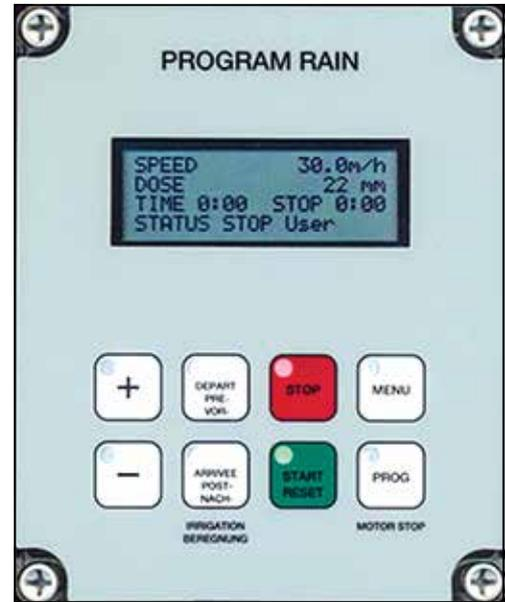 PROGRAM RAIN
SPEED 30.0m/h
DOSE 22 mm
TIME 0:00 STOP 0:00
STATUS STOP User
+
DEPART
PRE-
VOR-
STOP
MENU
−
ARRIVEE
POST-
NACH-
START
RESET
PROG
IRRIGATION
BEREGNUNG
MOTOR STOP